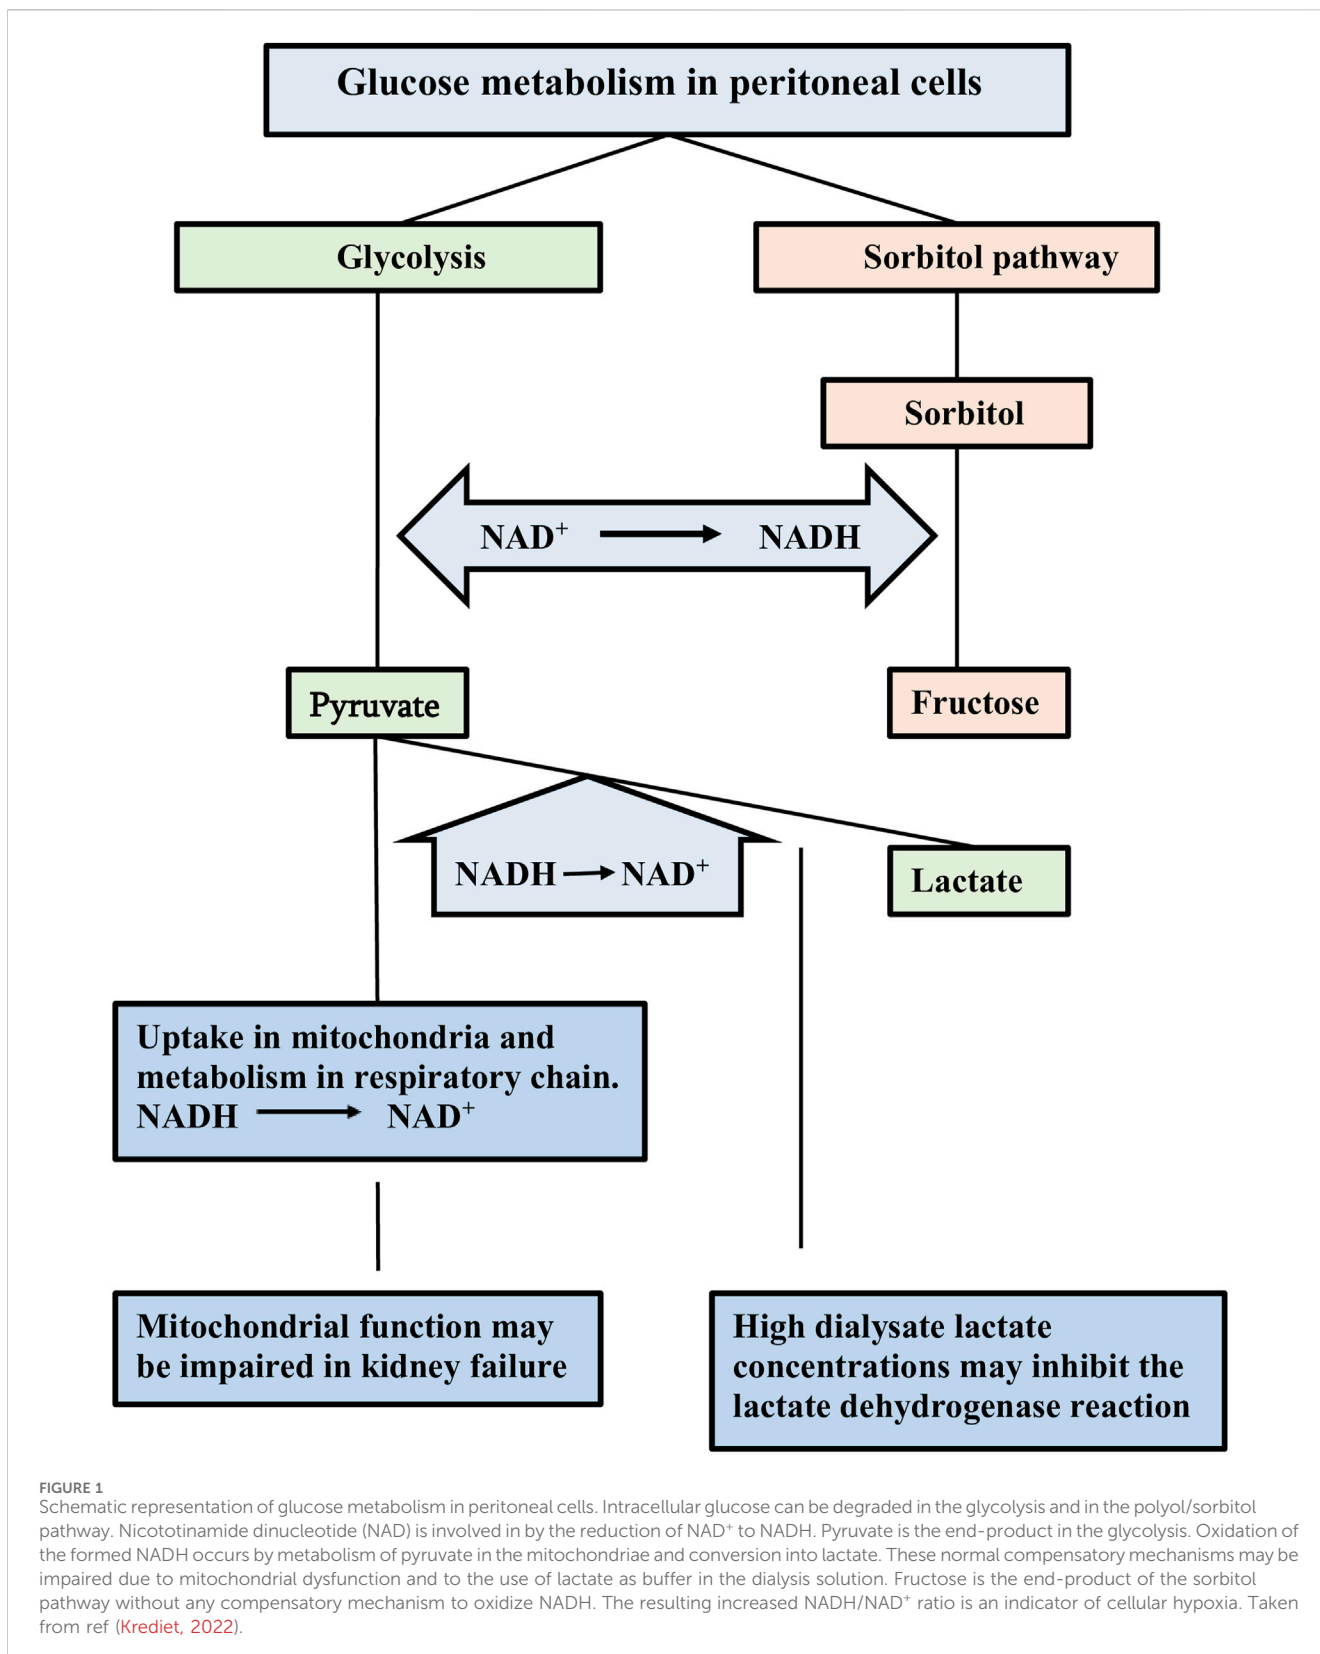 Glucose metabolism in peritoneal cells
Glycolysis
Sorbitol pathway
Sorbitol
NAD⁺ → NADH
Pyruvate
Fructose
NADH → NAD⁺
Lactate
Uptake in mitochondria and
metabolism in respiratory chain.
NADH → NAD⁺
Mitochondrial function may
be impaired in kidney failure
High dialysate lactate
concentrations may inhibit the
lactate dehydrogenase reaction
FIGURE 1
Schematic representation of glucose metabolism in peritoneal cells. Intracellular glucose can be degraded in the glycolysis and in the polyol/sorbitol
pathway. Nicototinamide dinucleotide (NAD) is involved in by the reduction of NAD⁺ to NADH. Pyruvate is the end-product in the glycolysis. Oxidation of
the formed NADH occurs by metabolism of pyruvate in the mitochondriae and conversion into lactate. These normal compensatory mechanisms may be
impaired due to mitochondrial dysfunction and to the use of lactate as buffer in the dialysis solution. Fructose is the end-product of the sorbitol
pathway without any compensatory mechanism to oxidize NADH. The resulting increased NADH/NAD⁺ ratio is an indicator of cellular hypoxia. Taken
from ref (Krediet, 2022).